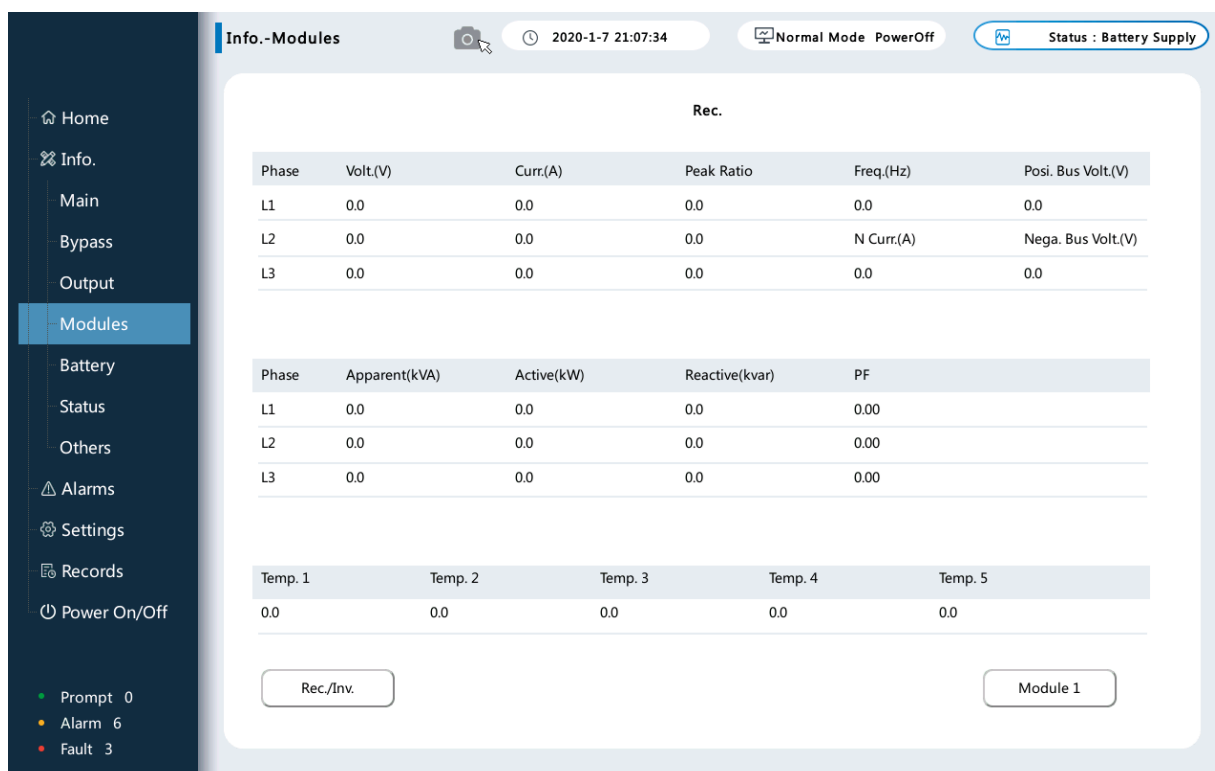 Info.-Modules 2020-1-7 21:07:34 Normal Mode PowerOff Status : Battery Supply
Home
Info.
Main
Bypass
Output
Modules
Battery
Status
Others
Alarms
Settings
Records
Power On/Off
Prompt 0
Alarm 6
Fault 3
Rec.
Phase Volt.(V) Curr.(A) Peak Ratio Freq.(Hz) Posi. Bus Volt.(V)
L1 0.0 0.0 0.0 0.0 0.0
L2 0.0 0.0 0.0 N Curr.(A) Nega. Bus Volt.(V)
L3 0.0 0.0 0.0 0.0 0.0
Phase Apparent(kVA) Active(kW) Reactive(kvar) PF
L1 0.0 0.0 0.0 0.00
L2 0.0 0.0 0.0 0.00
L3 0.0 0.0 0.0 0.00
Temp. 1 Temp. 2 Temp. 3 Temp. 4 Temp. 5
0.0 0.0 0.0 0.0 0.0
Rec./Inv. Module 1